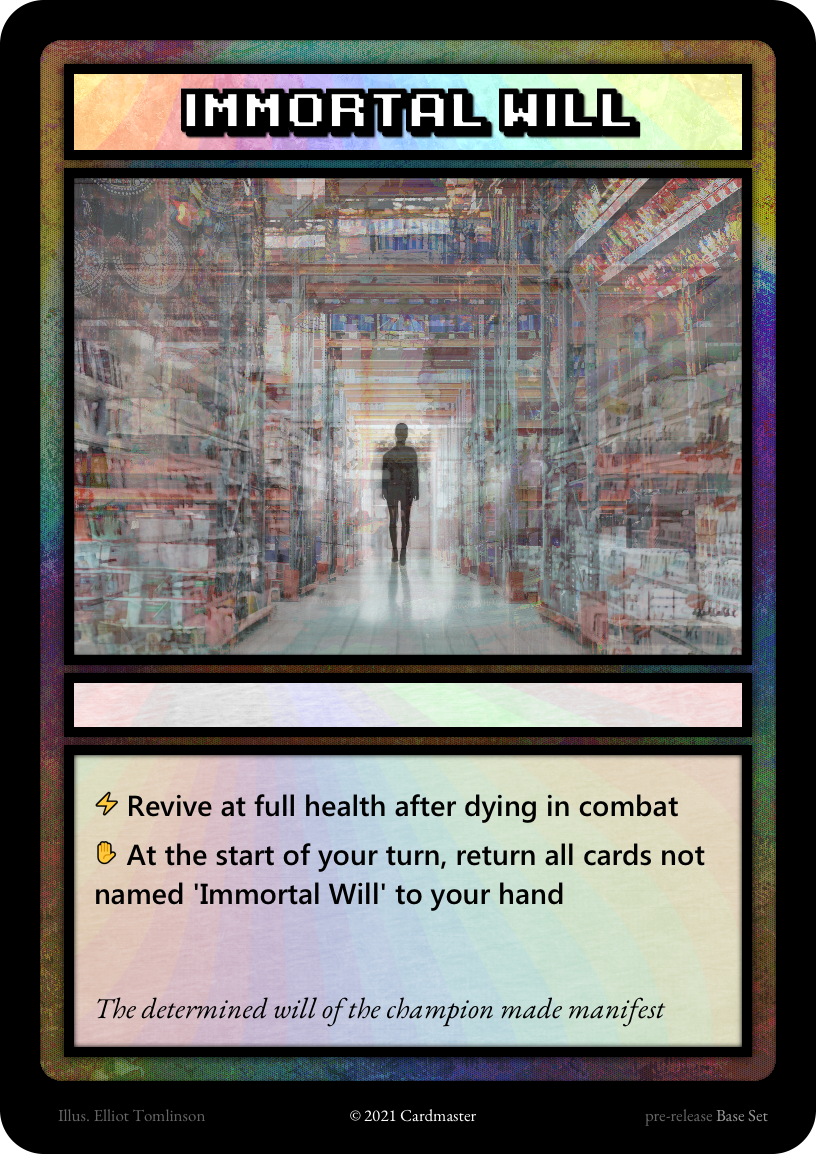 IMMORTAL WILL
⚡ Revive at full health after dying in combat
✋ At the start of your turn, return all cards not
named 'Immortal Will' to your hand
The determined will of the champion made manifest
Illus. Elliot Tomlinson © 2021 Cardmaster pre-release Base Set